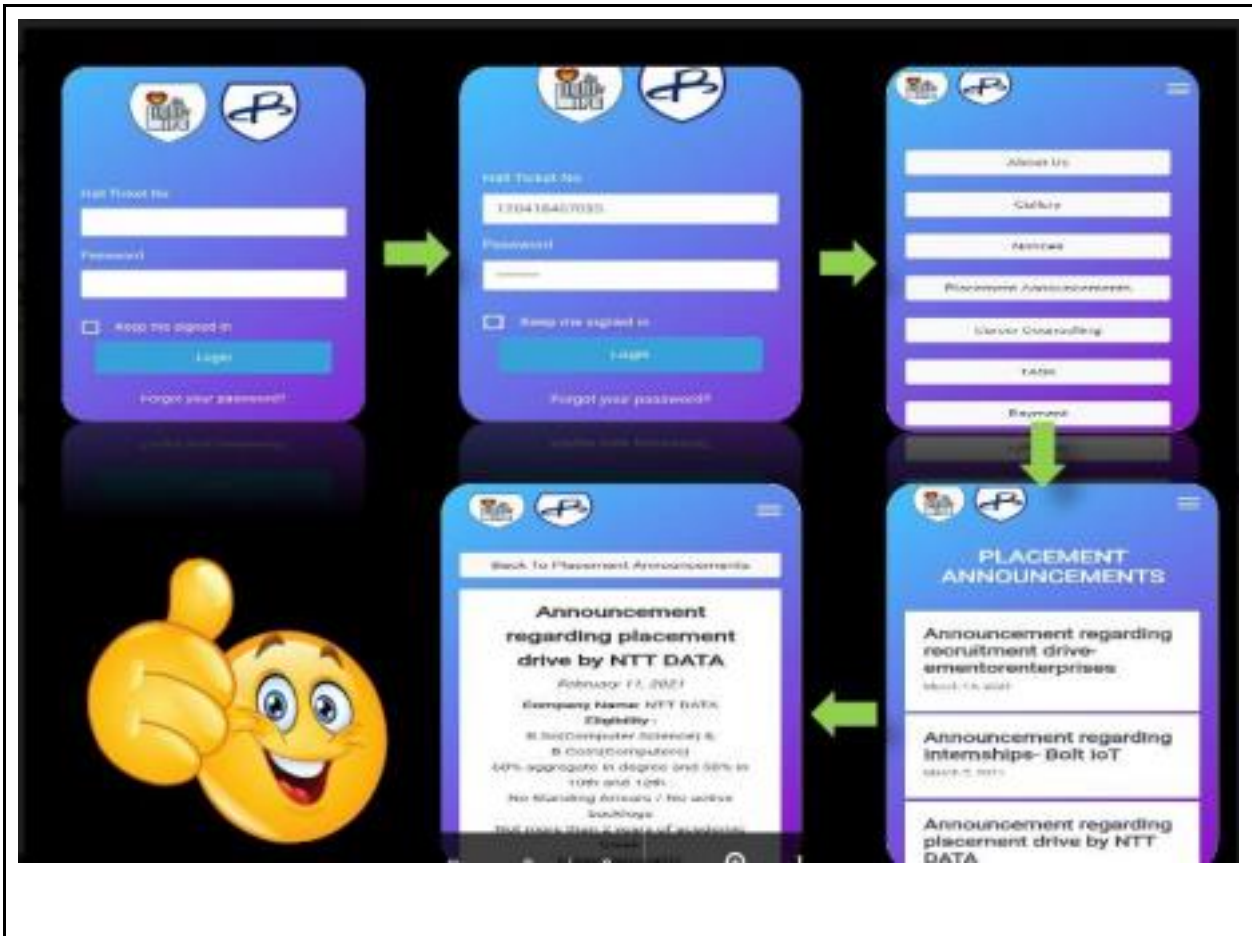 Hall Ticket No
Password
Keep me signed in
Login
Forgot your password?
Hall Ticket No
Password
Keep me signed in
Login
Forgot your password?
About Us
Gallery
Notices
Placement Announcements
Career Counselling
TASK
Payment
PLACEMENT
ANNOUNCEMENTS
Announcement regarding
recruitment drive-
ementorenterprises
Announcement regarding
internships- Bolt IoT
Announcement regarding
placement drive by NTT
DATA
Back To Placement Announcements
Announcement
regarding placement
drive by NTT DATA
February 11, 2021
Company Name: NTT DATA
Eligibility :
B.Sc(Computer Science) &
B.Com(Computers)
60% aggregate in degree and 50% in
10th and 12th
No Standing Arrears / No active
backlogs